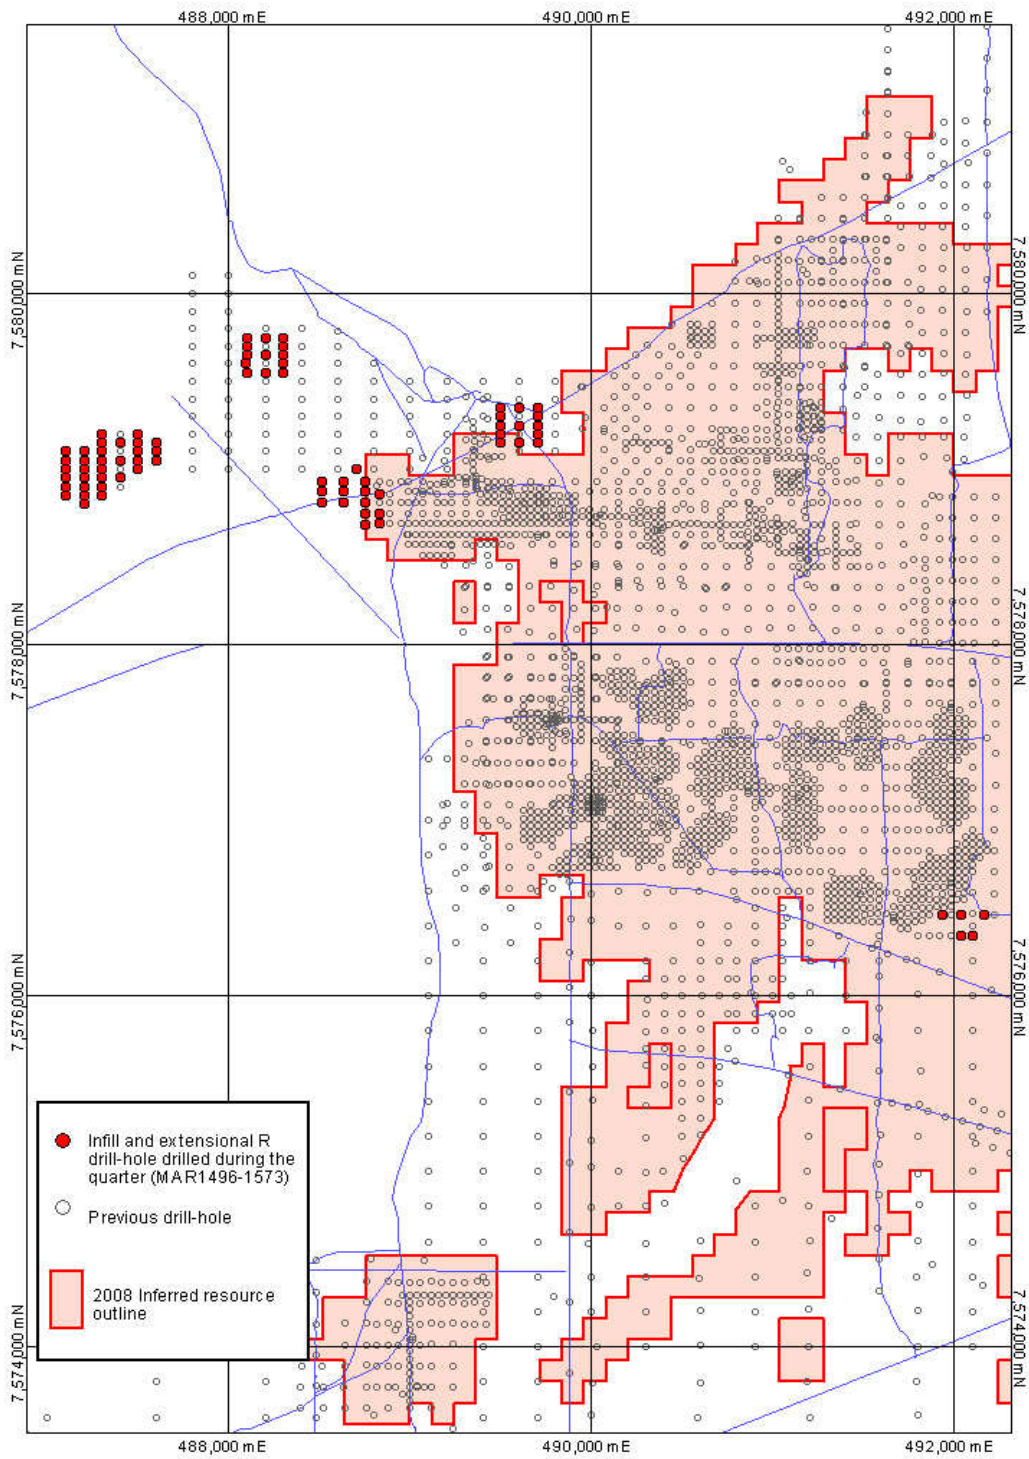 488,000 mE
490,000 mE
492,000 mE
7,580,000 mN
7,580,000 mN
7,578,000 mN
7,578,000 mN
7,576,000 mN
7,576,000 mN
Infill and extensional R
drill-hole drilled during the
quarter (MAR1496-1573)
Previous drill-hole
2008 Inferred resource
outline
7,574,000 mN
7,574,000 mN
488,000 mE
490,000 mE
492,000 mE